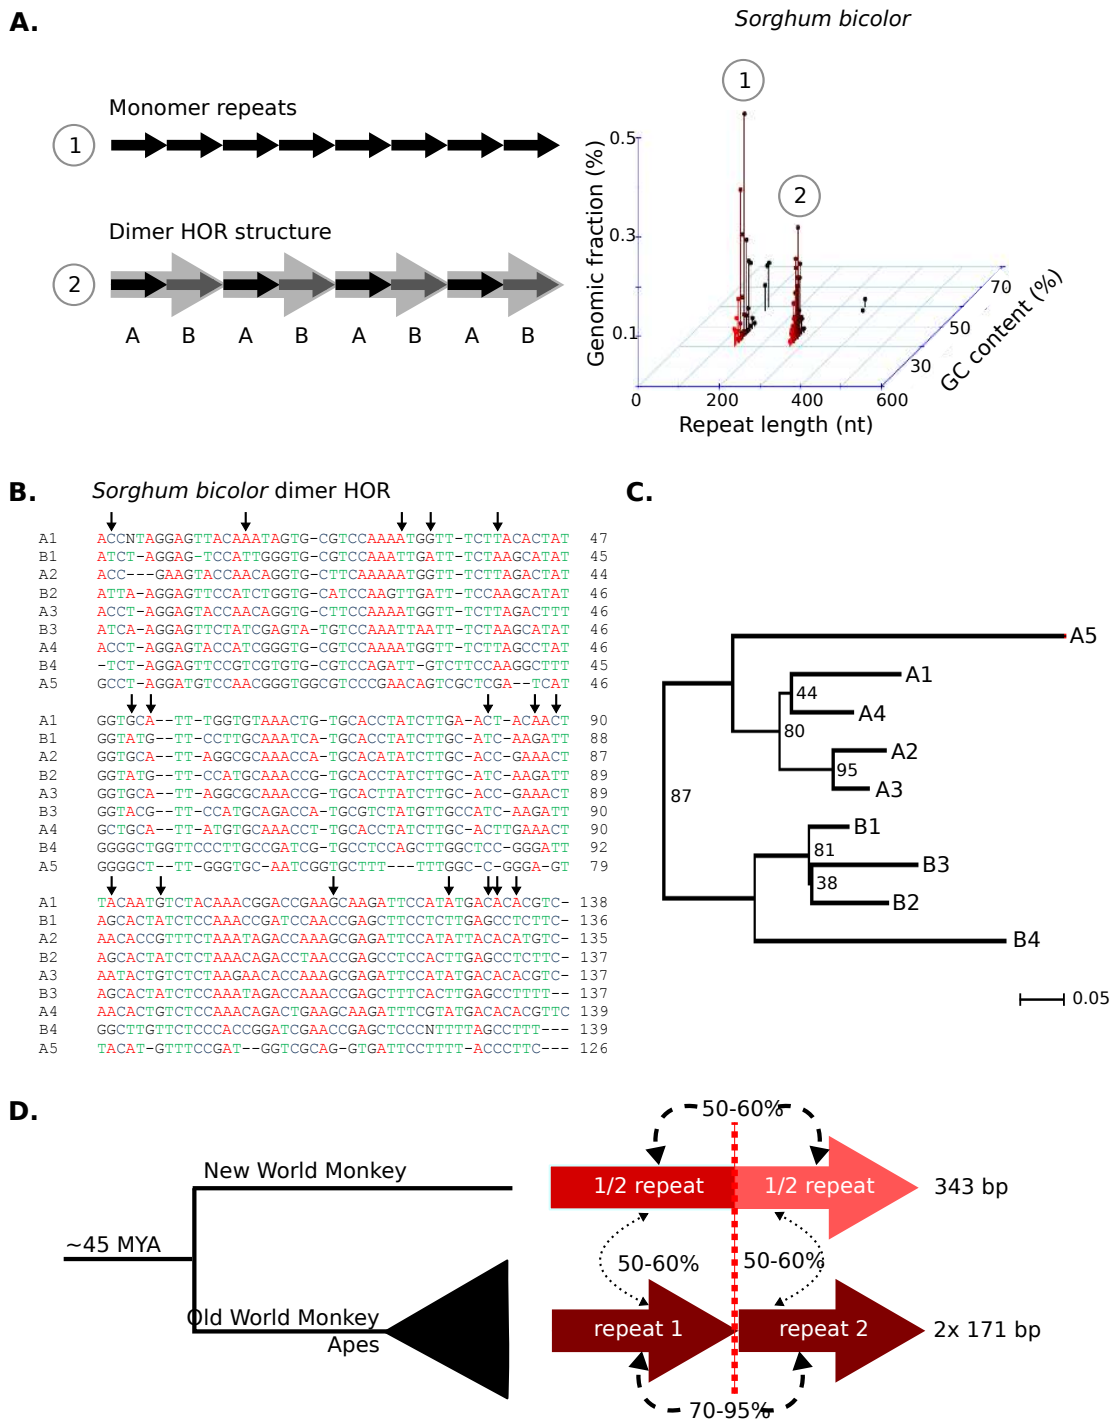 A.
Sorghum bicolor
1
Monomer repeats
1
Dimer HOR structure
2
A B A B A B A B
2
0.5
0.3
0.1
Genomic fraction (%)
0 200 400 600
Repeat length (nt)
30 50 70
GC content (%)
B.
Sorghum bicolor dimer HOR
A1 ACCNTAGGAGTTACAAATAGTG-CGTCCAAAATGGTT-TCTTACACTAT 47
B1 ATCT-AGGAG-TCCATTGGGTG-CGTCCAAATTGATT-TCTAAGCATAT 45
A2 ACC---GAAGTACCAACAGGTG-CTTCAAAAATGGTT-TCTTAGACTAT 44
B2 ATTA-AGGAGTTCCATCTGGTG-CATCCAAGTTGATT-TCCAAGCATAT 46
A3 ACCT-AGGAGTACCAACAGGTG-CTTCCAAAATGGTT-TCTTAGACTTT 46
B3 ATCA-AGGAGTTCTATCGAGTA-TGTCCAAATTAATT-TCTAAGCATAT 46
A4 ACCT-AGGAGTACCATCGGGTG-CGTCCAAAATGGTT-TCTTAGCCTAT 46
B4 -TCT-AGGAGTTCCGTCGTGTG-CGTCCAGATT-GTCTTCCAAGGCTTT 45
A5 GCCT-AGGATGTCCAACGGGTGGCGTCCCGAACAGTCGCTCGA--TCAT 46
A1 GGTGCA--TT-TGGTGTAAACTG-TGCACCTATCTTGA-ACT-ACAACT 90
B1 GGTATG--TT-CCTTGCAAATCA-TGCACCTATCTTGC-ATC-AAGATT 88
A2 GGTGCA--TT-AGGCGCAAACCA-TGCACATATCTTGC-ACC-GAAACT 87
B2 GGTATG--TT-CCATGCAAACCG-TGCACCTATCTTGC-ATC-AAGATT 89
A3 GGTGCA--TT-AGGCGCAAACCG-TGCACTTATCTTGC-ACC-GAAACT 89
B3 GGTACG--TT-CCATGCAGACCA-TGCGTCTATGTTGCCATC-AAGATT 90
A4 GCTGCA--TT-ATGTGCAAACCT-TGCACCTATCTTGC-ACTTGAAACT 90
B4 GGGGCTGGTTCCCTTGCCGATCG-TGCCTCCAGCTTGGCTCC-GGGATT 92
A5 GGGGCT--TT-GGGTGC-AATCGGTGCTTT---TTTGGC-C-GGGA-GT 79
A1 TACAATGTCTACAAACGGACCGAAGCAAGATTCCATATGACACACGTC- 138
B1 AGCACTATCTCCAAACCGATCCAACCGAGCTTCCTCTTGAGCCTCTTC- 136
A2 AACACCGTTTCTAAATAGACCAAAGCGAGATTCCATATTACACATGTC- 135
B2 AGCACTATCTCTAAACAGACCTAACCGAGCCTCCACTTGAGCCTCTTC- 137
A3 AATACTGTCTCTAAGAACACCAAAGCGAGATTCCATATGACACACGTC- 137
B3 AGCACTATCTCCAAATAGACCAAACCGAGCTTTCACTTGAGCCTTTT-- 137
A4 AACACTGTCTCCAAACAGACTGAAGCAAGATTTCGTATGACACACGTTC 139
B4 GGCTTGTTCTCCCACCGGATCGAACCGAGCTCCCNTTTTAGCCTTT--- 139
A5 TACAT-GTTTCCGAT--GGTCGCAG-GTGATTCCTTTT-ACCCTTC--- 126
C.
A5
A1
44
A4
80
A2
95
A3
87
B1
81
B3
38
B2
B4
0.05
D.
50-60%
New World Monkey
1/2 repeat 1/2 repeat 343 bp
~45 MYA
50-60% 50-60%
Old World Monkey
Apes
repeat 1 repeat 2 2x 171 bp
70-95%